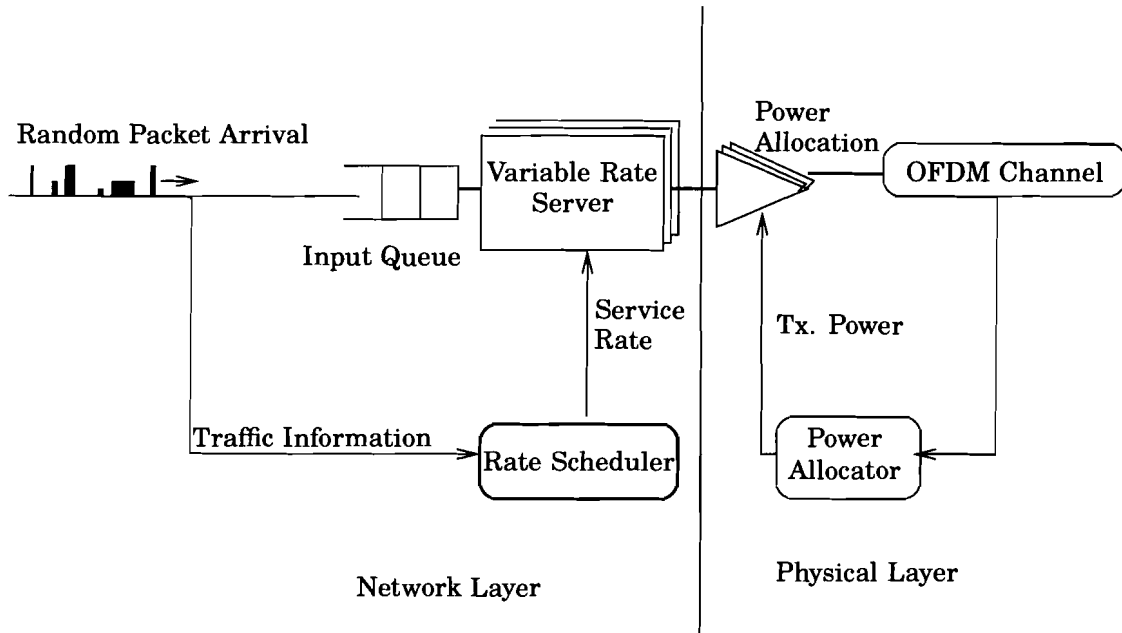 Random Packet Arrival
Input Queue
Variable Rate
Server
Power
Allocation
OFDM Channel
Service
Rate
Tx. Power
Traffic Information
Rate Scheduler
Power
Allocator
Network Layer
Physical Layer